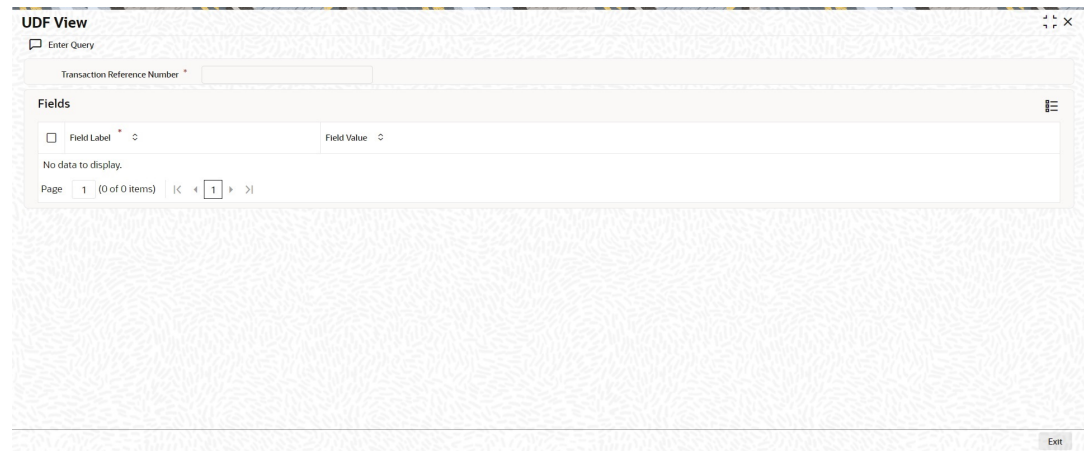 UDF View
Enter Query
Transaction Reference Number *
Fields
Field Label * Field Value
No data to display.
Page 1 (0 of 0 items) 1
Exit